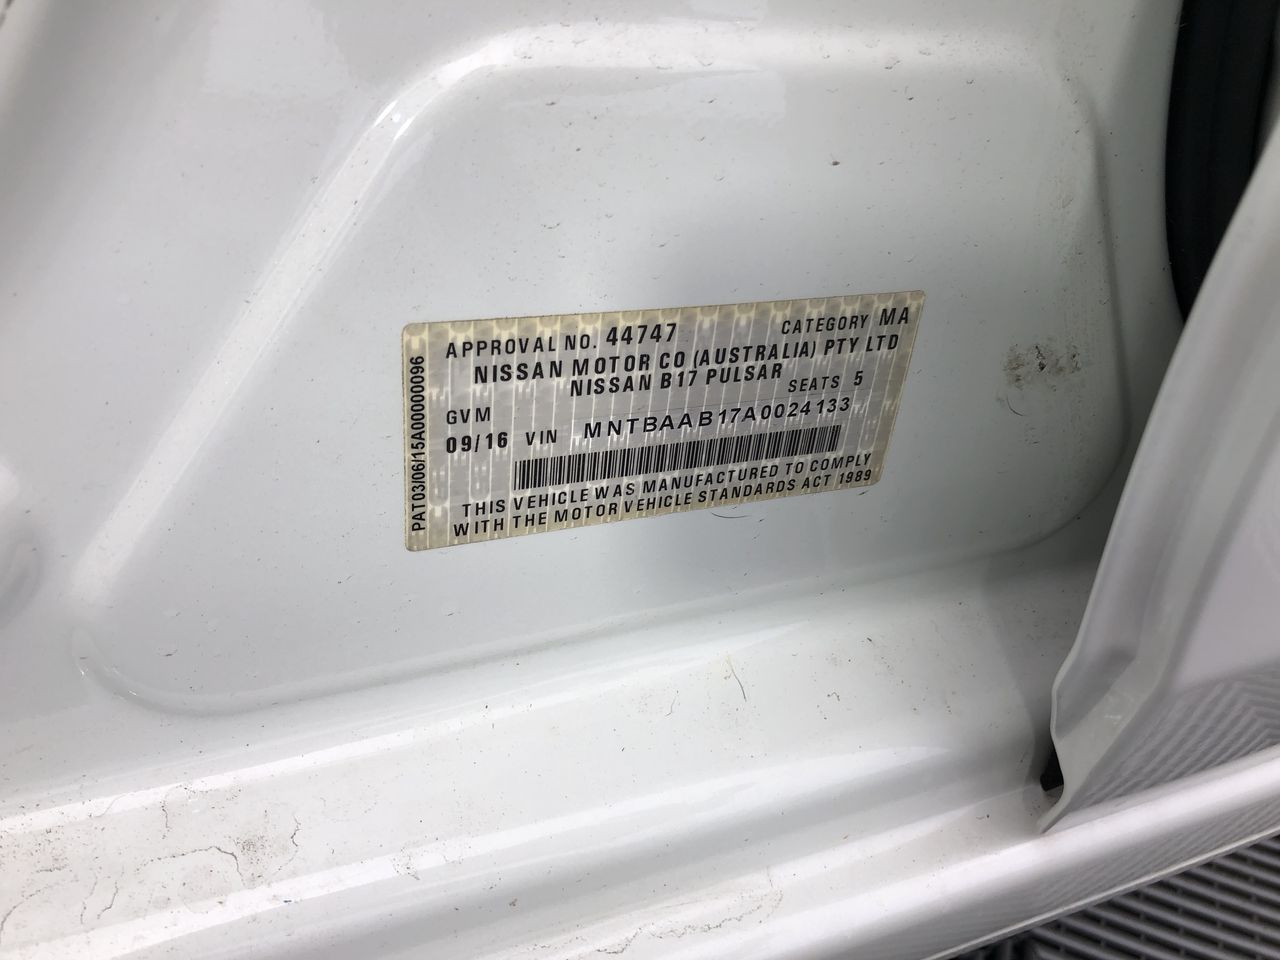 APPROVAL NO. 44747 CATEGORY MA
NISSAN MOTOR CO (AUSTRALIA) PTY LTD
NISSAN B17 PULSAR
GVM SEATS 5
09/16 VIN MNTBAAB17A0024133
THIS VEHICLE WAS MANUFACTURED TO COMPLY
WITH THE MOTOR VEHICLE STANDARDS ACT 1989
PAT03/06/15A0000096